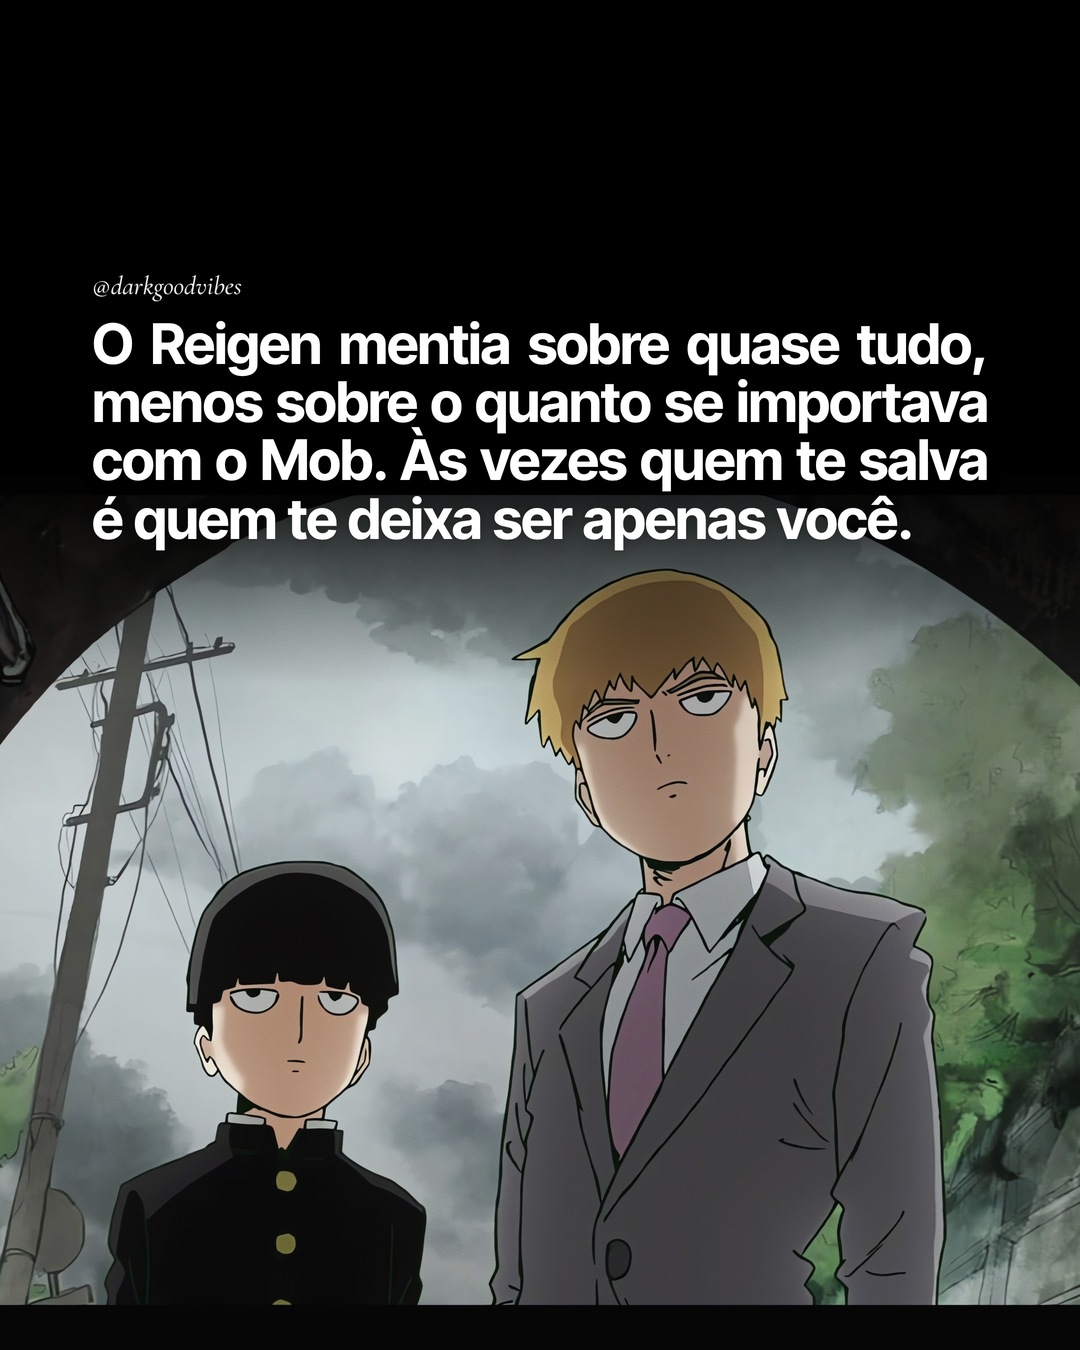 @darkgoodvibes
O Reigen mentia sobre quase tudo,
menos sobre o quanto se importava
com o Mob. Às vezes quem te salva
é quem te deixa ser apenas você.